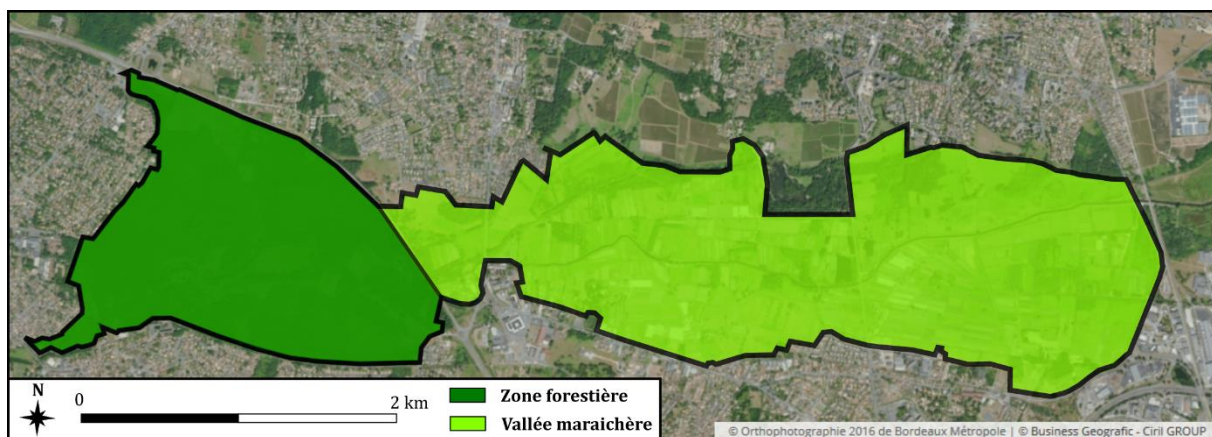 N
0 2 km
Zone forestière
Vallée maraichère
© Orthophotographie 2016 de Bordeaux Métropole | © Business Geografic - Ciril GROUP